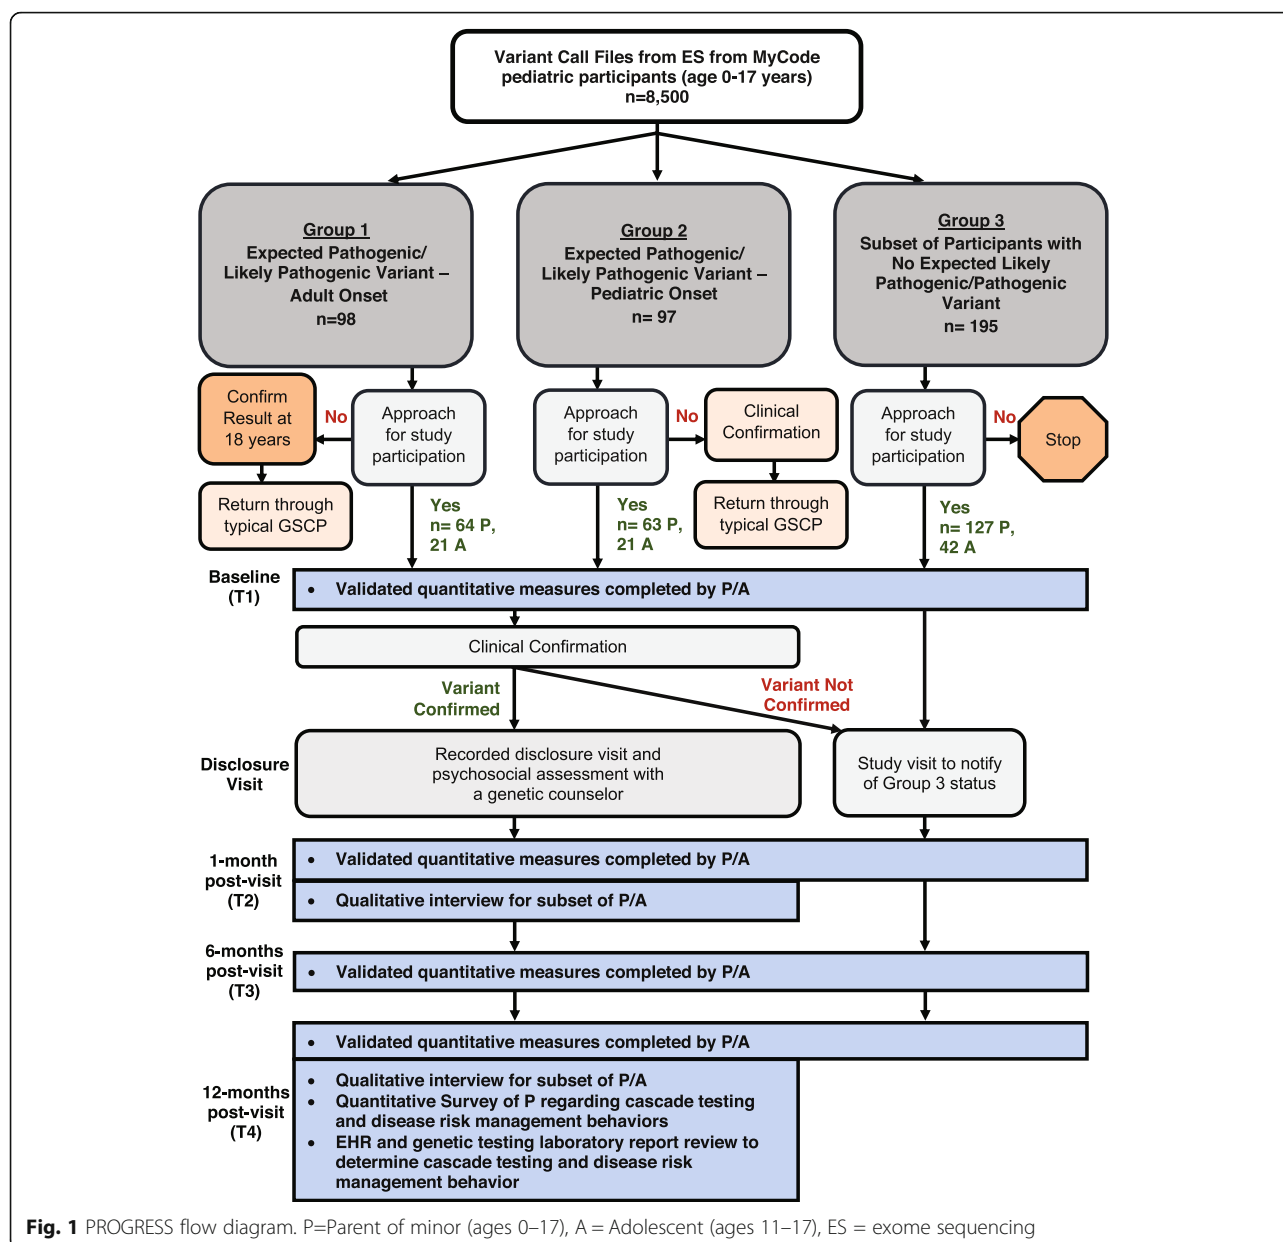 Variant Call Files from ES from MyCode
pediatric participants (age 0-17 years)
n=8,500
Group 1
Expected Pathogenic/
Likely Pathogenic Variant –
Adult Onset
n=98
Group 2
Expected Pathogenic/
Likely Pathogenic Variant –
Pediatric Onset
n= 97
Group 3
Subset of Participants with
No Expected Likely
Pathogenic/Pathogenic
Variant
n= 195
Confirm
Result at
18 years
No
Approach
for study
participation
Return through
typical GSCP
Yes
n= 64 P,
21 A
Approach
for study
participation
No
Clinical
Confirmation
Return through
typical GSCP
Yes
n= 63 P,
21 A
Approach
for study
participation
No
Stop
Yes
n= 127 P,
42 A
Baseline
(T1)
• Validated quantitative measures completed by P/A
Clinical Confirmation
Variant
Confirmed
Variant Not
Confirmed
Disclosure
Visit
Recorded disclosure visit and
psychosocial assessment with
a genetic counselor
Study visit to notify
of Group 3 status
1-month
post-visit
(T2)
• Validated quantitative measures completed by P/A
• Qualitative interview for subset of P/A
6-months
post-visit
(T3)
• Validated quantitative measures completed by P/A
12-months
post-visit
(T4)
• Validated quantitative measures completed by P/A
• Qualitative interview for subset of P/A
• Quantitative Survey of P regarding cascade testing
and disease risk management behaviors
• EHR and genetic testing laboratory report review to
determine cascade testing and disease risk
management behavior
Fig. 1 PROGRESS flow diagram. P=Parent of minor (ages 0–17), A = Adolescent (ages 11–17), ES = exome sequencing